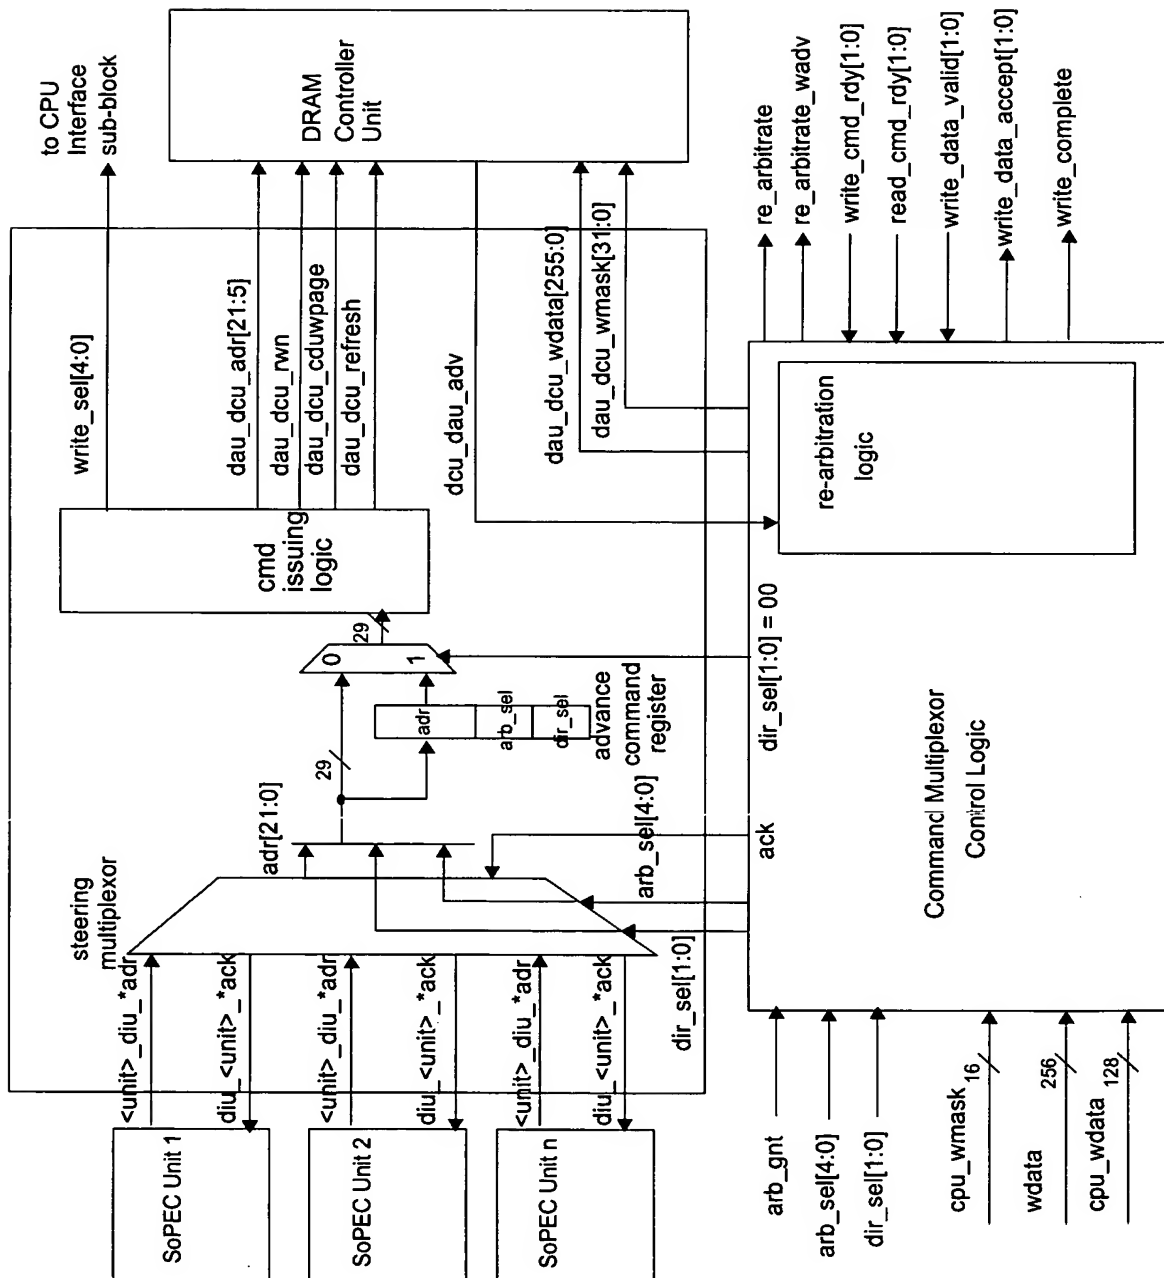 SoPEC Unit 1
SoPEC Unit 2
SoPEC Unit n
<unit>_diu_*adr
diu_<unit>_*ack
<unit>_diu_*adr
diu_<unit>_*ack
<unit>_diu_*adr
diu_<unit>_*ack
steering
multiplexor
adr[21:0]
arb_sel[4:0]
dir_sel[1:0]
29
adr
arb_sel
dir_sel
advance
command
register
0
1
29
cmd
issuing
logic
write_sel[4:0]
to CPU
Interface
sub-block
dau_dcu_adr[21:5]
dau_dcu_rwn
dau_dcu_cduwpage
dau_dcu_refresh
dcu_dau_adv
dau_dcu_wdata[255:0]
dau_dcu_wmask[31:0]
DRAM
Controller
Unit
ack
dir_sel[1:0] = 00
Command Multiplexor
Control Logic
re-arbitration
logic
arb_gnt
arb_sel[4:0]
dir_sel[1:0]
cpu_wmask
16
wdata
256
cpu_wdata
128
re_arbitrate
re_arbitrate_wadv
write_cmd_rdy[1:0]
read_cmd_rdy[1:0]
write_data_valid[1:0]
write_data_accept[1:0]
write_complete